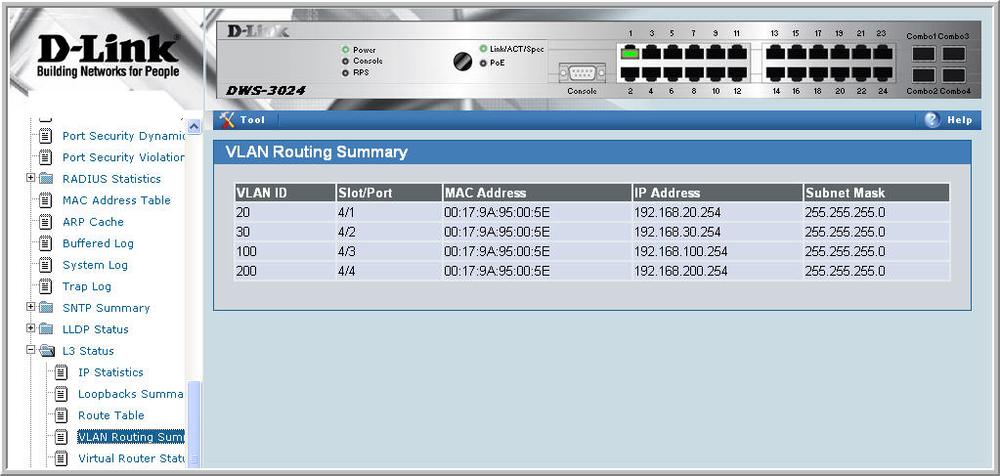 D-Link
Building Networks for People
D-Link
DWS-3024
Power
Console
RPS
Link/ACT/Spec
PoE
Console
1 3 5 7 9 11 13 15 17 19 21 23
2 4 6 8 10 12 14 16 18 20 22 24
Combo1 Combo3
Combo2 Combo4
Tool
Help
Port Security Dynamic
Port Security Violation
RADIUS Statistics
MAC Address Table
ARP Cache
Buffered Log
System Log
Trap Log
SNTP Summary
LLDP Status
L3 Status
IP Statistics
Loopbacks Summa
Route Table
VLAN Routing Sum
Virtual Router Statu
VLAN Routing Summary
VLAN ID Slot/Port MAC Address IP Address Subnet Mask
20 4/1 00:17:9A:95:00:5E 192.168.20.254 255.255.255.0
30 4/2 00:17:9A:95:00:5E 192.168.30.254 255.255.255.0
100 4/3 00:17:9A:95:00:5E 192.168.100.254 255.255.255.0
200 4/4 00:17:9A:95:00:5E 192.168.200.254 255.255.255.0